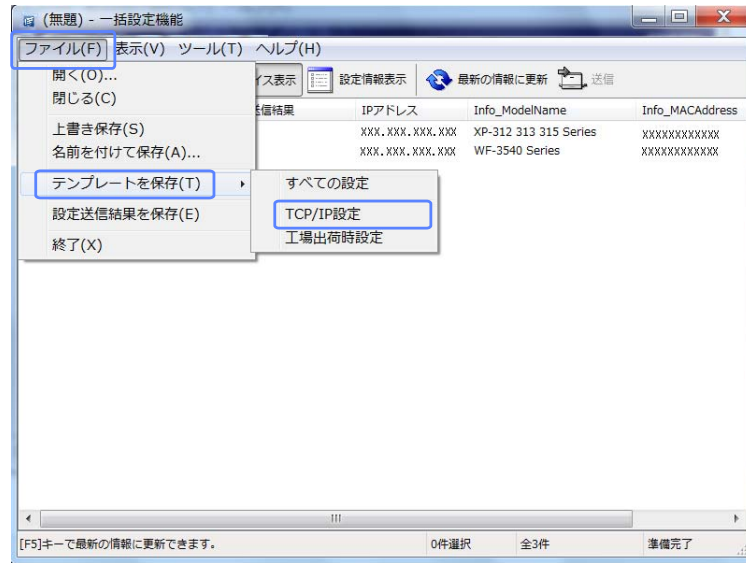 (無題) - 一括設定機能
ファイル(F) 表示(V) ツール(T) ヘルプ(H)
開く(O)...
閉じる(C)
上書き保存(S)
名前を付けて保存(A)...
テンプレートを保存(T)
設定送信結果を保存(E)
終了(X)
すべての設定
TCP/IP設定
工場出荷時設定
イス表示 設定情報表示 最新の情報に更新 送信
送信結果 IPアドレス Info_ModelName Info_MACAddress
XXX.XXX.XXX.XXX XP-312 313 315 Series XXXXXXXXXXXX
XXX.XXX.XXX.XXX WF-3540 Series XXXXXXXXXXXX
[F5]キーで最新の情報に更新できます。 0件選択 全3件 準備完了